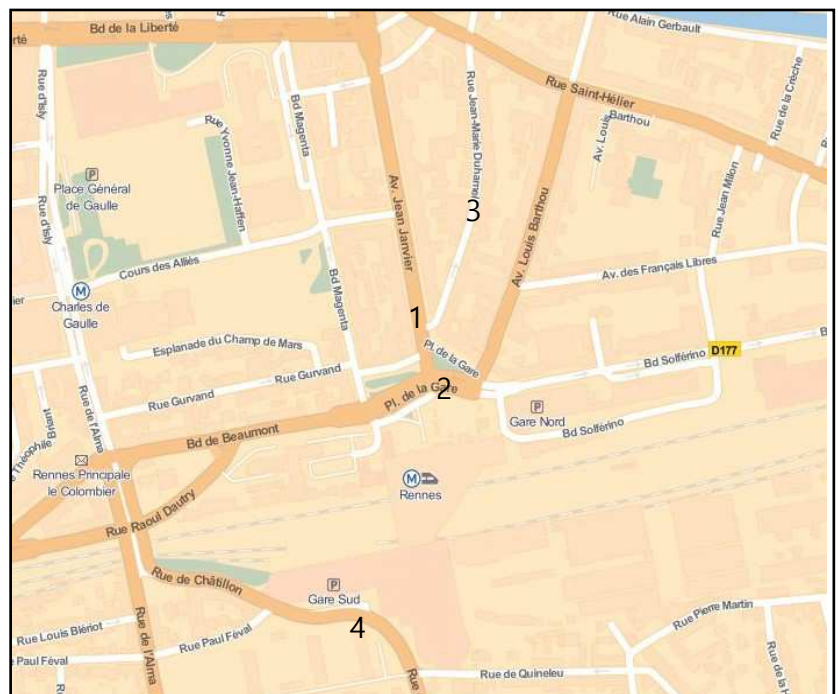 Bd de la Liberté
erté
Rue Alain Gerbault
Rue d'Isly
Bd Magenta
Rue Jean-Marie Duhamel
Rue Saint-Hélier
Rue de la Crèche
Rue Yvonne Jean-Haffen
Av. Louis Barthou
P
Place Général
de Gaulle
Av. Jean Janvier
3
Rue Jean Milon
Rue d'Isly
Av. Louis Barthou
Cours des Alliés
Av. des Français Libres
M
Charles de
Gaulle
Bd Magenta
1
Esplanade du Champ de Mars
Pl. de la Gare
Bd Solférino
D177
B
Rue Gurvand
Rue Gurvand
2
Pl. de la Gare
Rue de l'Alma
Briant
Théophile
P
Gare Nord
Bd Solférino
Bd de Beaumont
Rennes Principale
le Colombier
M
Rennes
Rue Raoul Dautry
Rue de Châtillon
P
Gare Sud
4
Rue Louis Blériot
Rue Paul Féval
Rue Pierre Martin
e Paul Féval
Rue de l'Alma
Rue
Rue de Quineleu
Rue de la